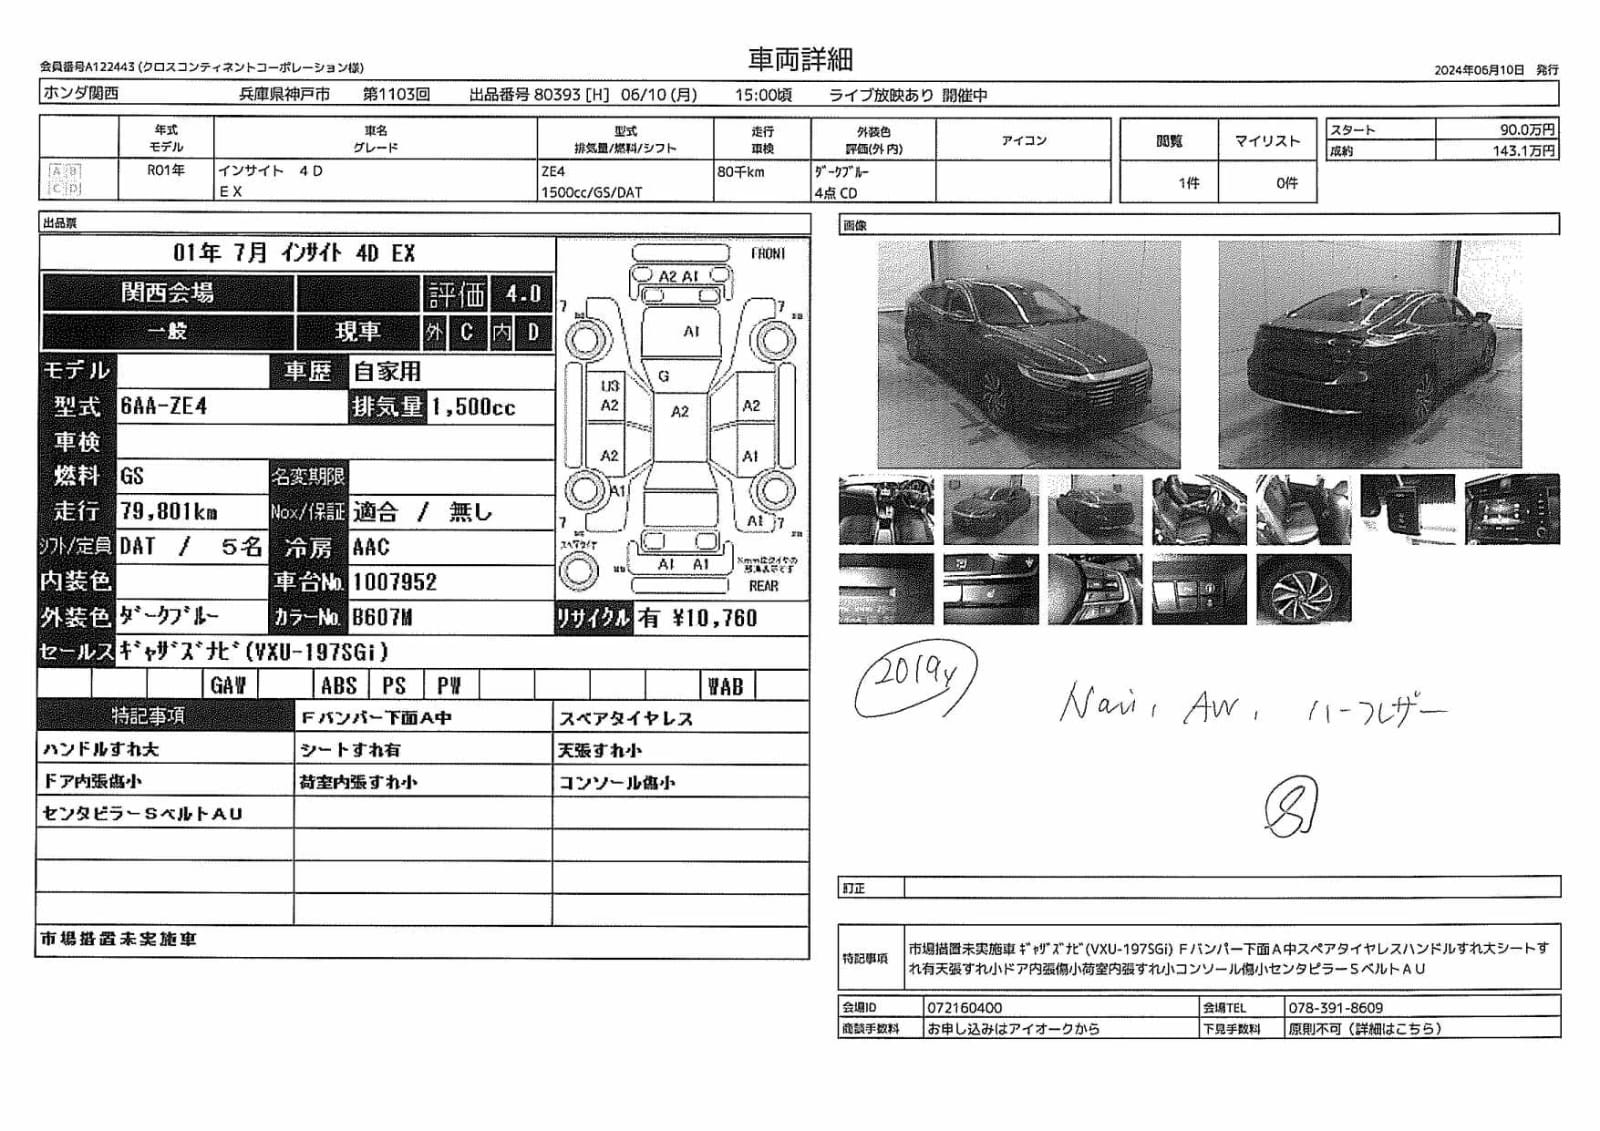 車両詳細
会員番号A122443 (クロスコンティネントコーポレーション様)
2024年06月10日 発行
ホンダ関西 兵庫県神戸市 第1103回 出品番号 80393 [H] 06/10 (月) 15:00頃 ライブ放映あり 開催中
年式 モデル 車名 グレード 型式 排気量/燃料/シフト 走行 車検 外装色 評価(外 内) アイコン 閲覧 マイリスト
スタート 90.0万円
成約 143.1万円
A B C D
R01年 インサイト 4D ZE4 80千km ﾀﾞｰｸﾌﾞﾙｰ
EX 1500cc/GS/DAT 4点 CD
1件 0件
出品票
01年 7月 ｲﾝｻｲﾄ 4D EX
関西会場 評価 4.0
一般 現車 外 C 内 D
モデル 車歴 自家用
型式 6AA-ZE4 排気量 1,500cc
車検
燃料 GS 名変期限
走行 79,801km Nox/保証 適合 / 無し
ｼﾌﾄ/定員 DAT / 5名 冷房 AAC
内装色 車台No. 1007952
外装色 ﾀﾞｰｸﾌﾞﾙｰ カラーNo. B607M
リサイクル 有 ¥10,760
セールス ｷﾞｬｻﾞｽﾞﾅﾋﾞ(VXU-197SGi)
GAW ABS PS PW WAB
特記事項 Fバンパー下面A中 スペアタイヤレス
ハンドルすれ大 シートすれ有 天張すれ小
ドア内張傷小 荷室内張すれ小 コンソール傷小
センタピラーSベルトAU
市場措置未実施車
FRONT
A2 A1
7 7
A1
G
U3
A2 A2 A2
A2 A1
A1
7 A1 7
スペアタイヤ
A1 A1
REAR
画像
2019y
Navi, AW, ハーフレザー
訂正
特記事項
市場措置未実施車 ｷﾞｬｻﾞｽﾞﾅﾋﾞ(VXU-197SGi) Fバンパー下面A中スペアタイヤレスハンドルすれ大シートす
れ有天張すれ小ドア内張傷小荷室内張すれ小コンソール傷小センタピラーSベルトAU
会場ID 072160400 会場TEL 078-391-8609
商談手数料 お申し込みはアイオークから 下見手数料 原則不可（詳細はこちら）